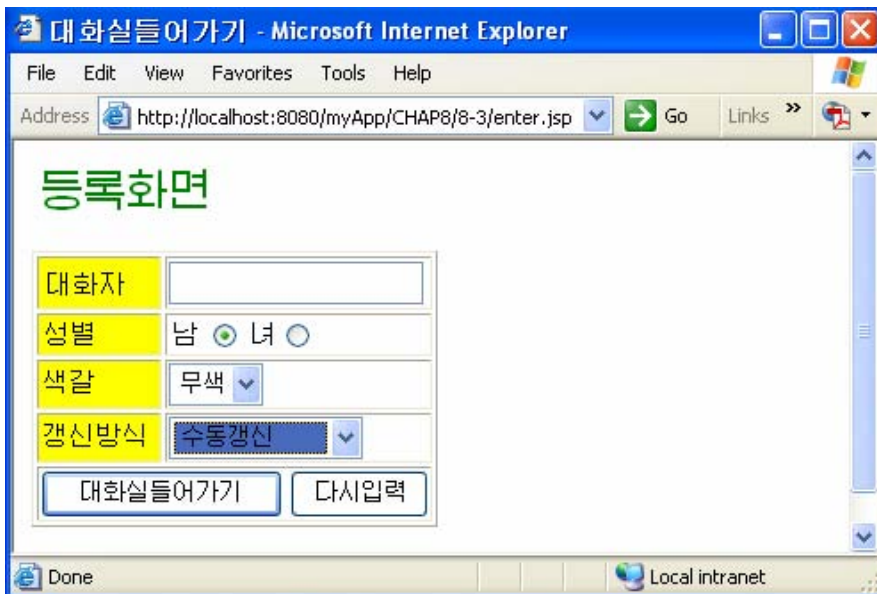 대화실들어가기 - Microsoft Internet Explorer
File Edit View Favorites Tools Help
Address http://localhost:8080/myApp/CHAP8/8-3/enter.jsp Go Links »
등록화면
대화자
성별 남 녀
색갈 무색
갱신방식 수동갱신
대화실들어가기 다시입력
Done Local intranet